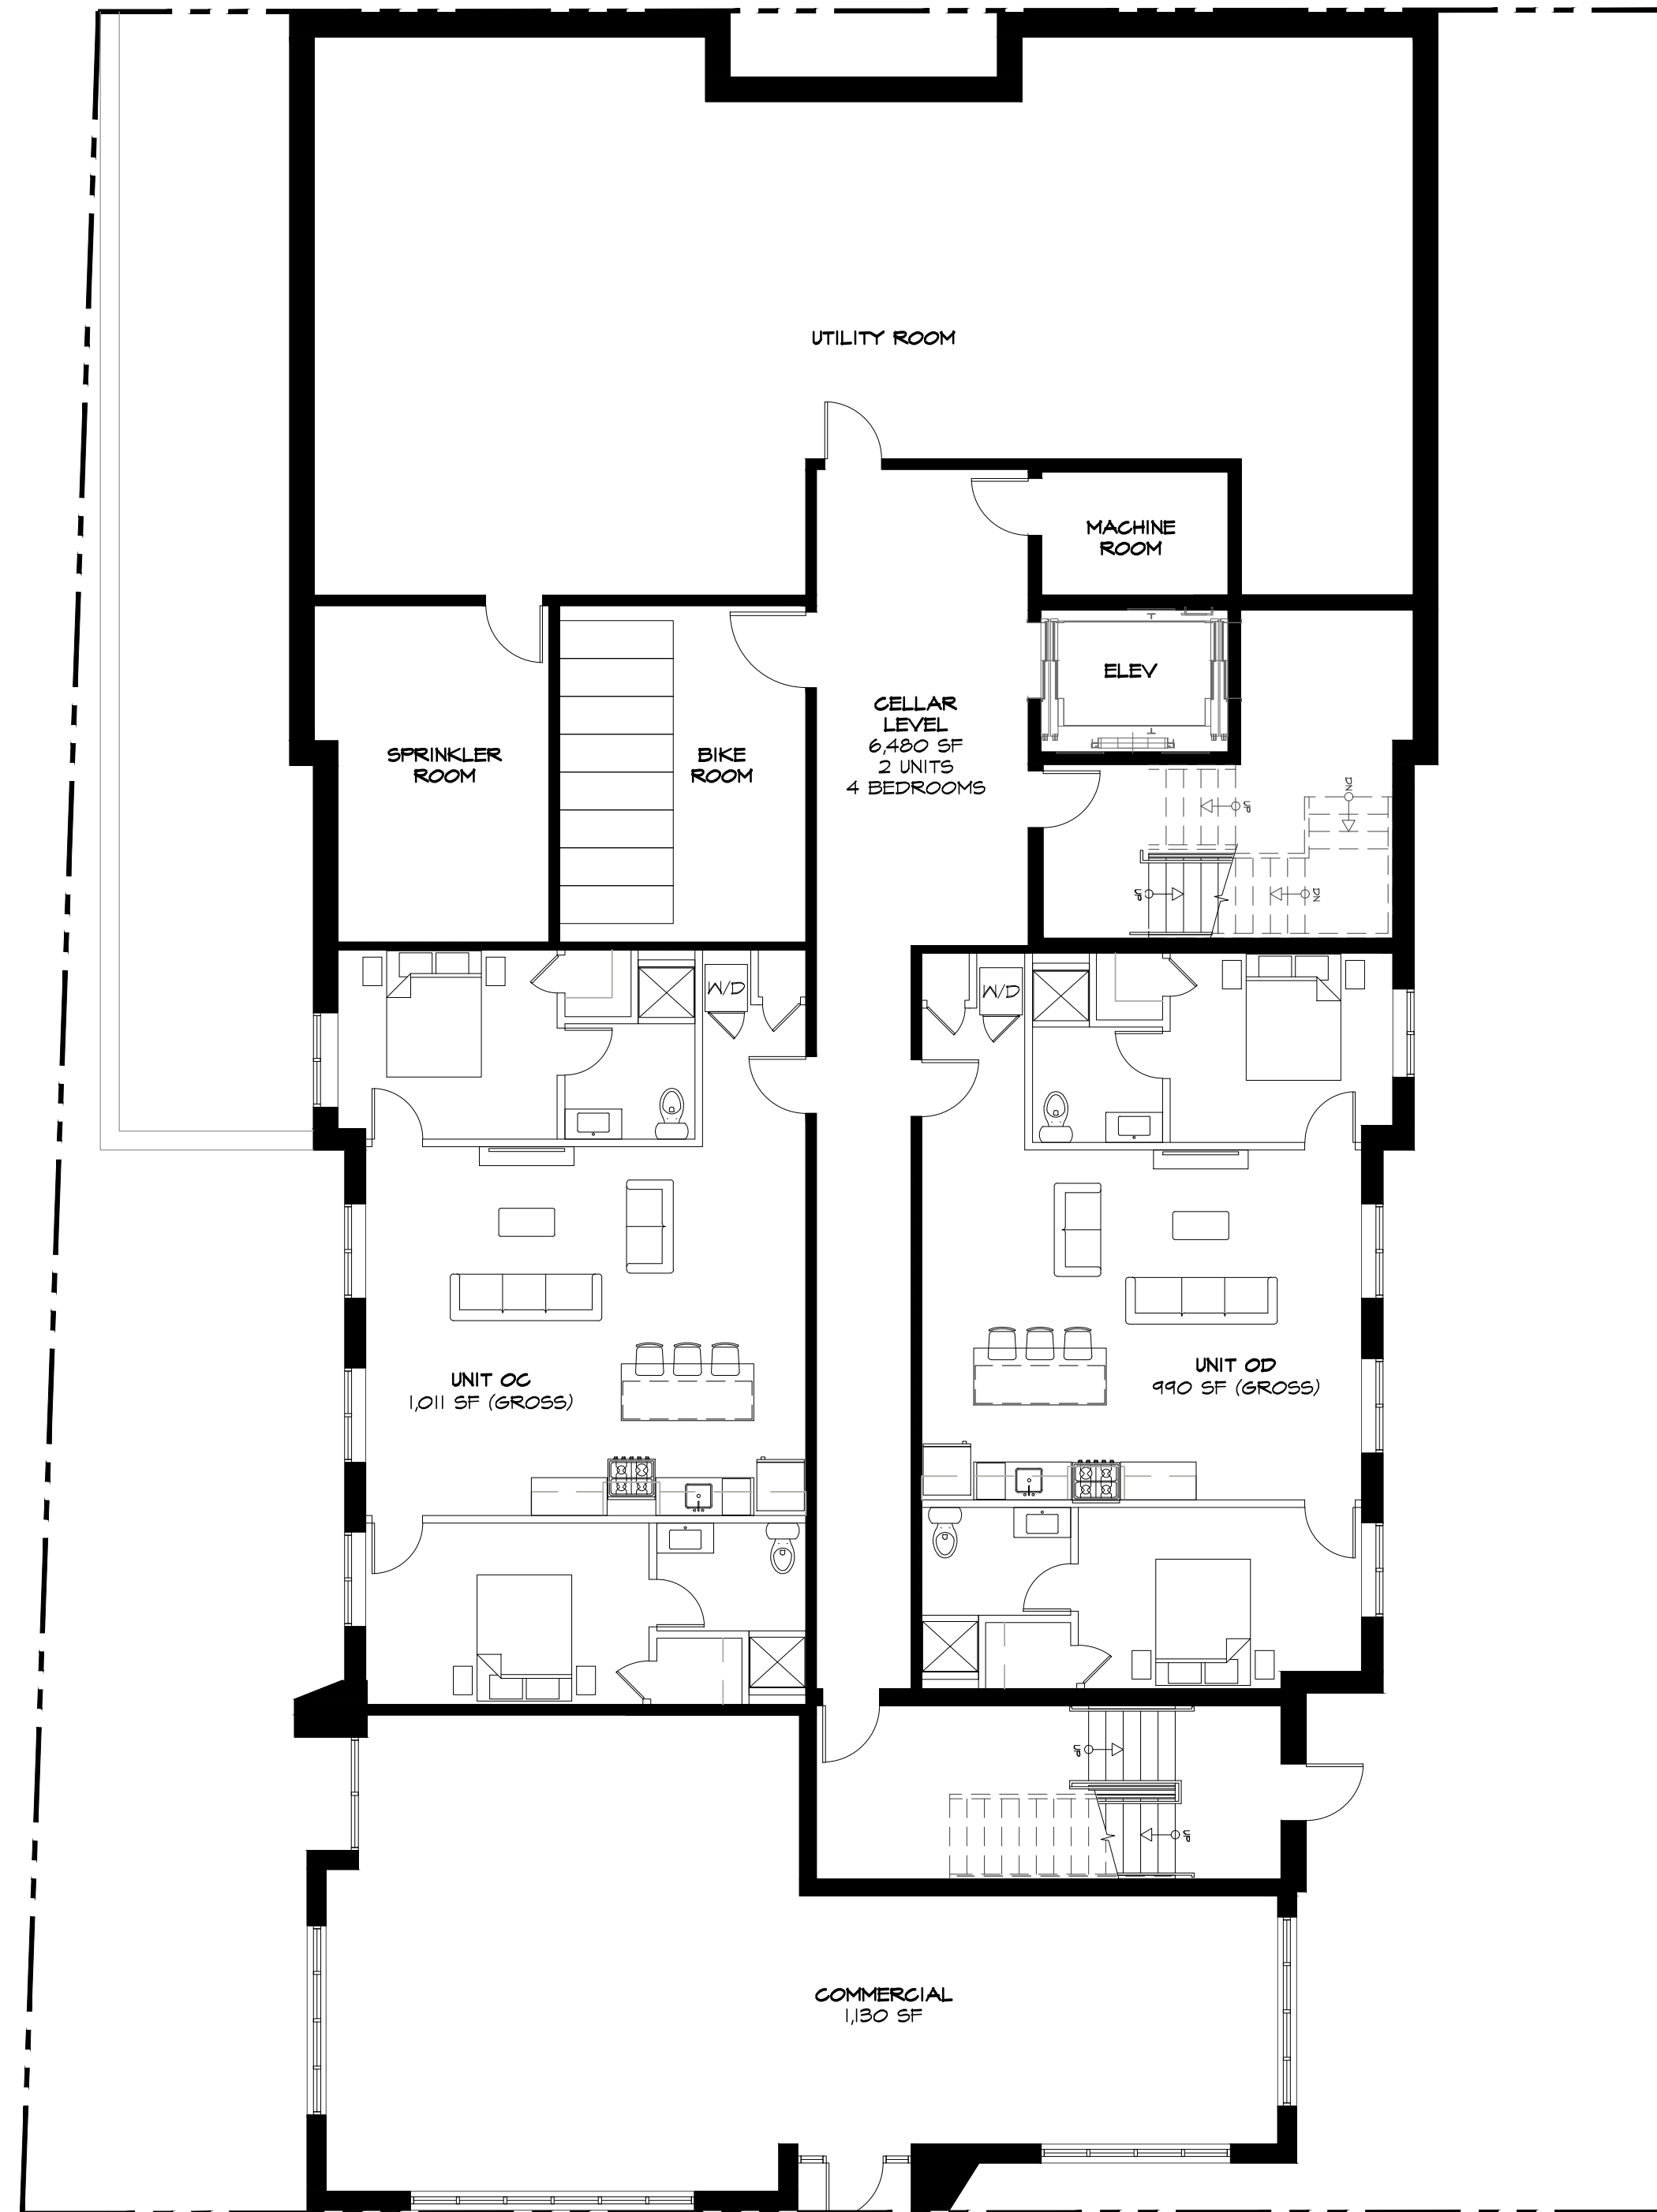 UTILITY ROOM
MACHINE
ROOM
ELEV
CELLAR
LEVEL
6,480 SF
2 UNITS
4 BEDROOMS
SPRINKLER
ROOM
BIKE
ROOM
UP
DN
UP
DN
W/D
W/D
UNIT 0C
1,011 SF (GROSS)
UNIT 0D
990 SF (GROSS)
UP
UP
COMMERCIAL
1,130 SF